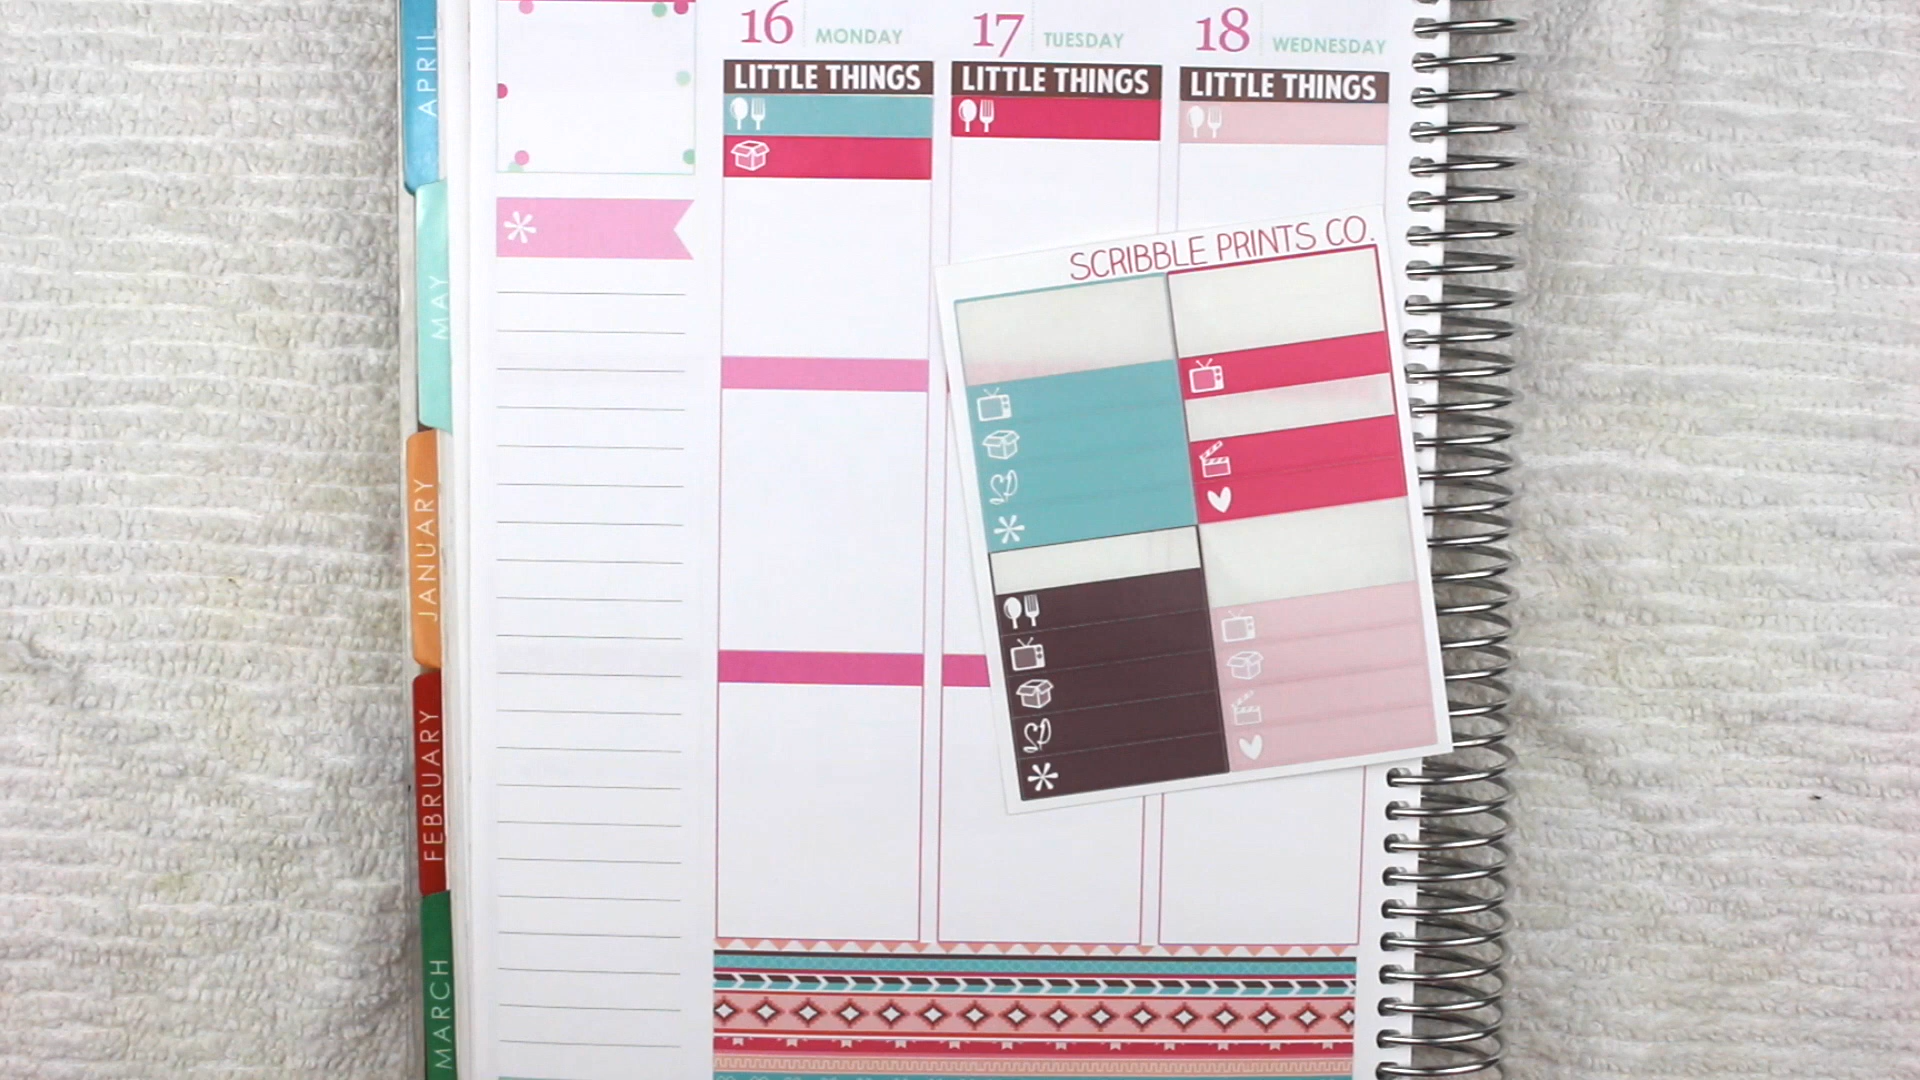 16 MONDAY
17 TUESDAY
18 WEDNESDAY
LITTLE THINGS
LITTLE THINGS
LITTLE THINGS
SCRIBBLE PRINTS CO.
APRIL
MAY
JANUARY
FEBRUARY
MARCH